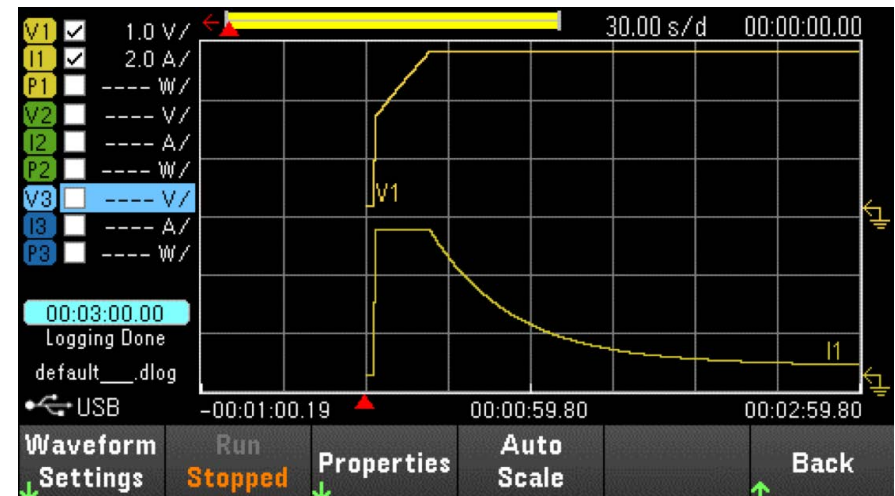 30.00 s/d 00:00:00.00
V1 1.0 V/
I1 2.0 A/
P1 ---- W/
V2 ---- V/
I2 ---- A/
P2 ---- W/
V3 ---- V/
I3 ---- A/
P3 ---- W/
V1
I1
00:03:00.00
Logging Done
default___.dlog
USB
-00:01:00.19 00:00:59.80 00:02:59.80
Waveform
Settings
Run
Stopped
Properties
Auto
Scale
Back